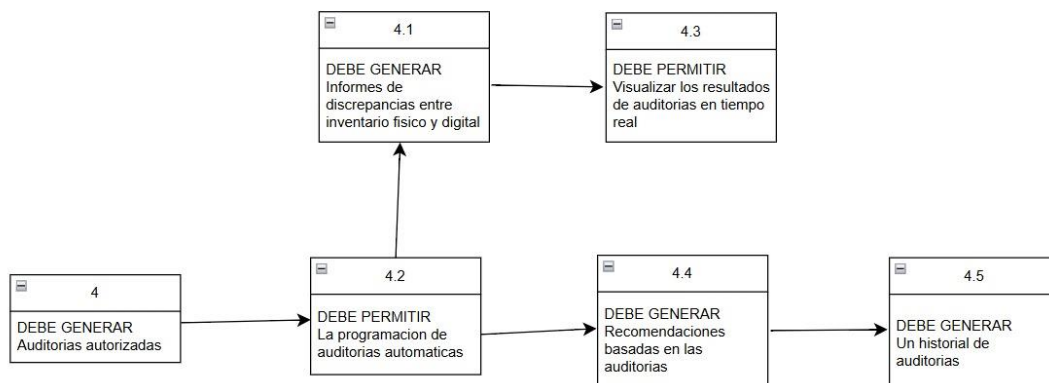 4.1
DEBE GENERAR
Informes de
discrepancias entre
inventario fisico y digital
4.3
DEBE PERMITIR
Visualizar los resultados
de auditorias en tiempo
real
4
DEBE GENERAR
Auditorias autorizadas
4.2
DEBE PERMITIR
La programacion de
auditorias automaticas
4.4
DEBE GENERAR
Recomendaciones
basadas en las
auditorias
4.5
DEBE GENERAR
Un historial de
auditorias